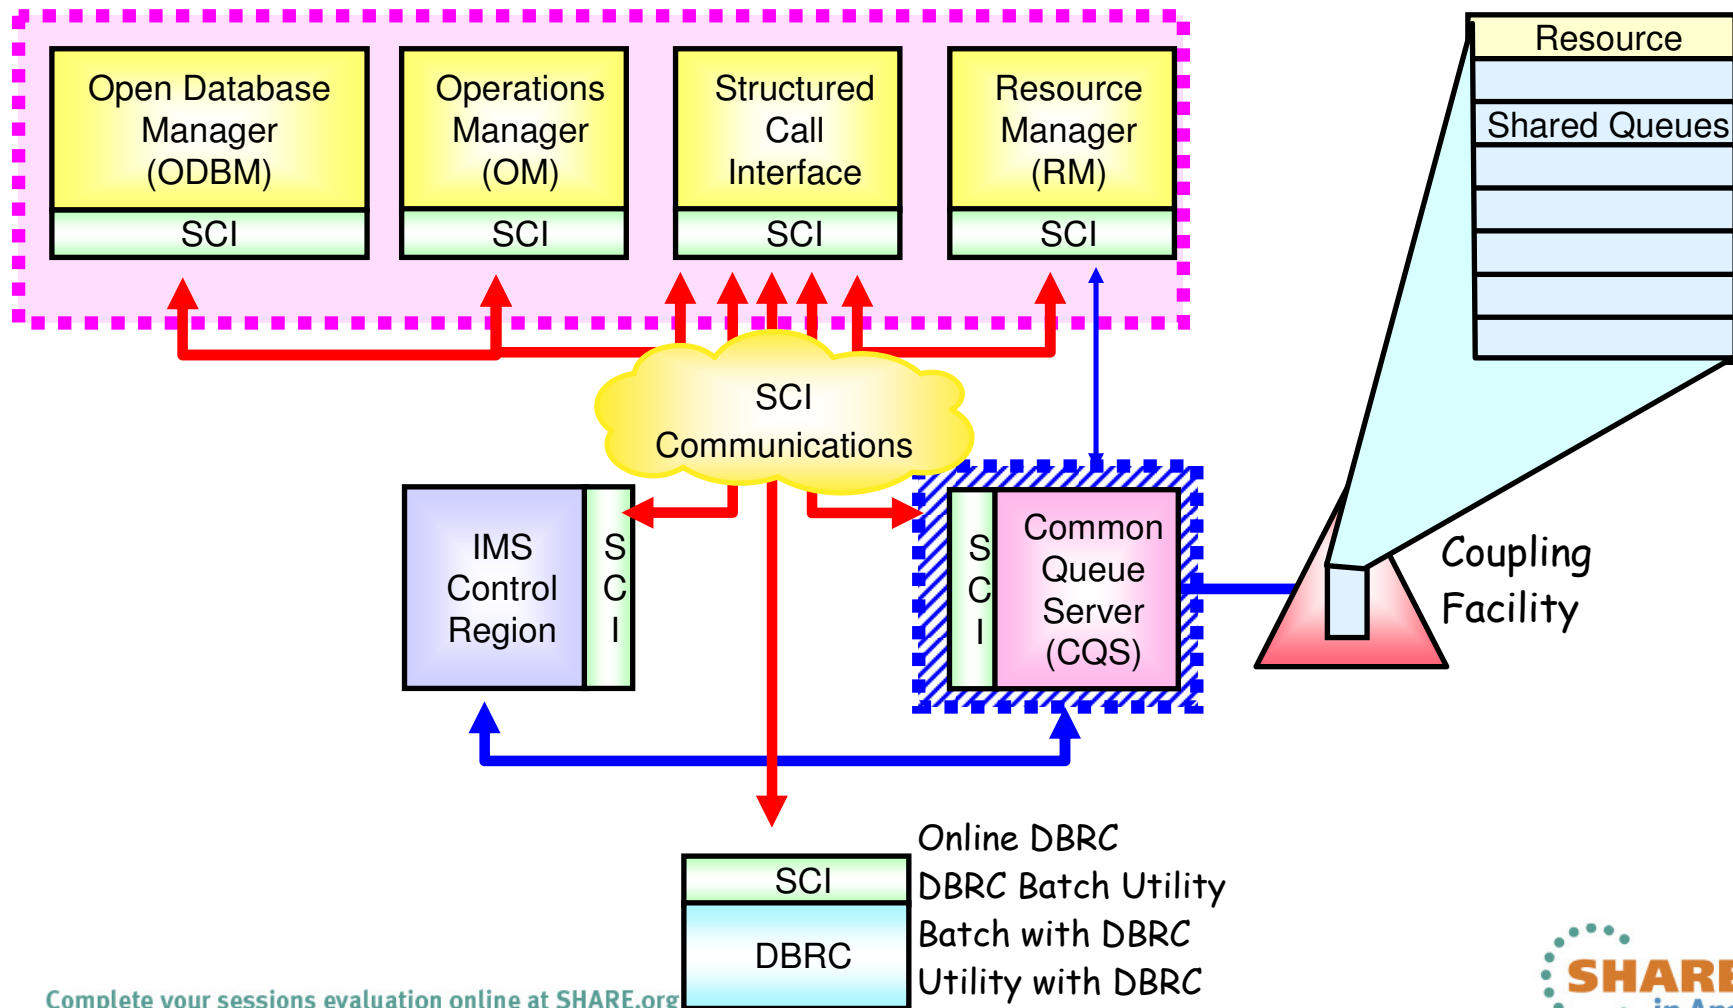 Open Database
Manager
(ODBM)
SCI
Operations
Manager
(OM)
SCI
Structured
Call
Interface
SCI
Resource
Manager
(RM)
SCI
Resource
Shared Queues
SCI
Communications
IMS
Control
Region
S
C
I
S
C
I
Common
Queue
Server
(CQS)
Coupling
Facility
SCI
DBRC
Online DBRC
DBRC Batch Utility
Batch with DBRC
Utility with DBRC
Complete your sessions evaluation online at SHARE.org
SHARE
in